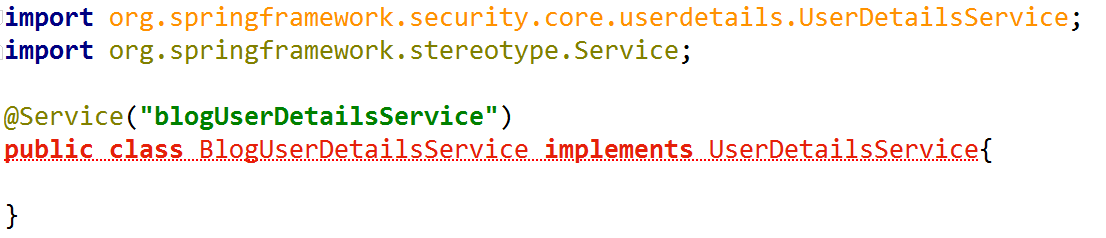 import org.springframework.security.core.userdetails.UserDetailsService;
import org.springframework.stereotype.Service;
@Service("blogUserDetailsService")
public class BlogUserDetailsService implements UserDetailsService{
}